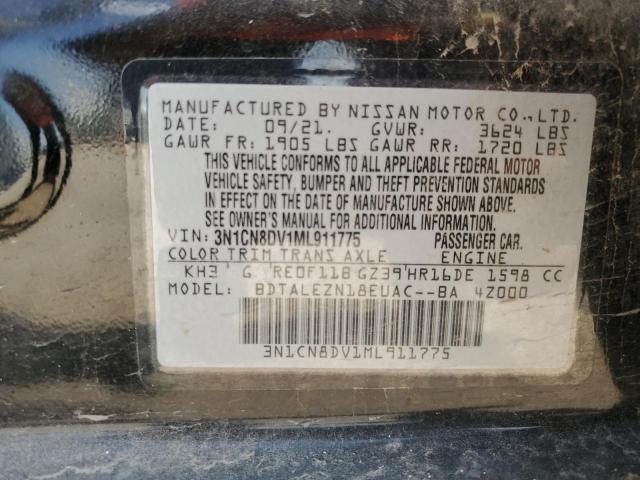 MANUFACTURED BY NISSAN MOTOR CO.,LTD.
DATE: 09/21. GVWR: 3624 LBS
GAWR FR: 1905 LBS GAWR RR: 1720 LBS
THIS VEHICLE CONFORMS TO ALL APPLICABLE FEDERAL MOTOR
VEHICLE SAFETY, BUMPER AND THEFT PREVENTION STANDARDS
IN EFFECT ON THE DATE OF MANUFACTURE SHOWN ABOVE.
SEE OWNER'S MANUAL FOR ADDITIONAL INFORMATION.
VIN: 3N1CN8DV1ML911775 PASSENGER CAR.
COLOR TRIM TRANS AXLE ENGINE
KH3 G RE0F11B GZ39 HR16DE 1598 CC
MODEL: BDTALEZN18EUAC--BA 4Z000
3N1CN8DV1ML911775